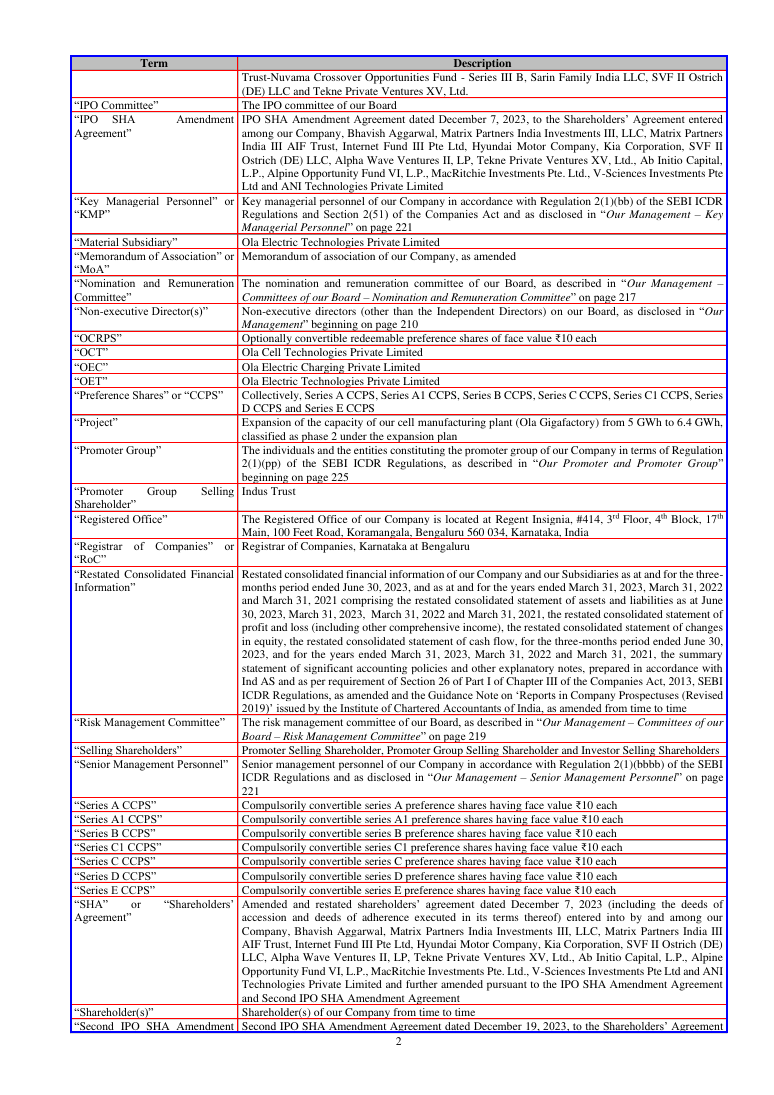 Term Description
Trust-Nuvama Crossover Opportunities Fund - Series III B, Sarin Family India LLC, SVF II Ostrich
(DE) LLC and Tekne Private Ventures XV, Ltd.
“IPO Committee” The IPO committee of our Board
“IPO SHA Amendment
Agreement”
IPO SHA Amendment Agreement dated December 7, 2023, to the Shareholders’ Agreement entered
among our Company, Bhavish Aggarwal, Matrix Partners India Investments III, LLC, Matrix Partners
India III AIF Trust, Internet Fund III Pte Ltd, Hyundai Motor Company, Kia Corporation, SVF II
Ostrich (DE) LLC, Alpha Wave Ventures II, LP, Tekne Private Ventures XV, Ltd., Ab Initio Capital,
L.P., Alpine Opportunity Fund VI, L.P., MacRitchie Investments Pte. Ltd., V-Sciences Investments Pte
Ltd and ANI Technologies Private Limited
“Key Managerial Personnel” or
“KMP”
Key managerial personnel of our Company in accordance with Regulation 2(1)(bb) of the SEBI ICDR
Regulations and Section 2(51) of the Companies Act and as disclosed in “Our Management – Key
Managerial Personnel” on page 221
“Material Subsidiary” Ola Electric Technologies Private Limited
“Memorandum of Association” or
“MoA”
Memorandum of association of our Company, as amended
“Nomination and Remuneration
Committee”
The nomination and remuneration committee of our Board, as described in “Our Management –
Committees of our Board – Nomination and Remuneration Committee” on page 217
“Non-executive Director(s)” Non-executive directors (other than the Independent Directors) on our Board, as disclosed in “Our
Management” beginning on page 210
“OCRPS” Optionally convertible redeemable preference shares of face value ₹10 each
“OCT” Ola Cell Technologies Private Limited
“OEC” Ola Electric Charging Private Limited
“OET” Ola Electric Technologies Private Limited
“Preference Shares” or “CCPS” Collectively, Series A CCPS, Series A1 CCPS, Series B CCPS, Series C CCPS, Series C1 CCPS, Series
D CCPS and Series E CCPS
“Project” Expansion of the capacity of our cell manufacturing plant (Ola Gigafactory) from 5 GWh to 6.4 GWh,
classified as phase 2 under the expansion plan
“Promoter Group” The individuals and the entities constituting the promoter group of our Company in terms of Regulation
2(1)(pp) of the SEBI ICDR Regulations, as described in “Our Promoter and Promoter Group”
beginning on page 225
“Promoter Group Selling
Shareholder”
Indus Trust
“Registered Office” The Registered Office of our Company is located at Regent Insignia, #414, 3rd Floor, 4th Block, 17th
Main, 100 Feet Road, Koramangala, Bengaluru 560 034, Karnataka, India
“Registrar of Companies” or
“RoC”
Registrar of Companies, Karnataka at Bengaluru
“Restated Consolidated Financial
Information”
Restated consolidated financial information of our Company and our Subsidiaries as at and for the three-
months period ended June 30, 2023, and as at and for the years ended March 31, 2023, March 31, 2022
and March 31, 2021 comprising the restated consolidated statement of assets and liabilities as at June
30, 2023, March 31, 2023, March 31, 2022 and March 31, 2021, the restated consolidated statement of
profit and loss (including other comprehensive income), the restated consolidated statement of changes
in equity, the restated consolidated statement of cash flow, for the three-months period ended June 30,
2023, and for the years ended March 31, 2023, March 31, 2022 and March 31, 2021, the summary
statement of significant accounting policies and other explanatory notes, prepared in accordance with
Ind AS and as per requirement of Section 26 of Part I of Chapter III of the Companies Act, 2013, SEBI
ICDR Regulations, as amended and the Guidance Note on ‘Reports in Company Prospectuses (Revised
2019)’ issued by the Institute of Chartered Accountants of India, as amended from time to time
“Risk Management Committee” The risk management committee of our Board, as described in “Our Management – Committees of our
Board – Risk Management Committee” on page 219
“Selling Shareholders” Promoter Selling Shareholder, Promoter Group Selling Shareholder and Investor Selling Shareholders
“Senior Management Personnel” Senior management personnel of our Company in accordance with Regulation 2(1)(bbbb) of the SEBI
ICDR Regulations and as disclosed in “Our Management – Senior Management Personnel” on page
221
“Series A CCPS” Compulsorily convertible series A preference shares having face value ₹10 each
“Series A1 CCPS” Compulsorily convertible series A1 preference shares having face value ₹10 each
“Series B CCPS” Compulsorily convertible series B preference shares having face value ₹10 each
“Series C1 CCPS” Compulsorily convertible series C1 preference shares having face value ₹10 each
“Series C CCPS” Compulsorily convertible series C preference shares having face value ₹10 each
“Series D CCPS” Compulsorily convertible series D preference shares having face value ₹10 each
“Series E CCPS” Compulsorily convertible series E preference shares having face value ₹10 each
“SHA” or “Shareholders’
Agreement”
Amended and restated shareholders’ agreement dated December 7, 2023 (including the deeds of
accession and deeds of adherence executed in its terms thereof) entered into by and among our
Company, Bhavish Aggarwal, Matrix Partners India Investments III, LLC, Matrix Partners India III
AIF Trust, Internet Fund III Pte Ltd, Hyundai Motor Company, Kia Corporation, SVF II Ostrich (DE)
LLC, Alpha Wave Ventures II, LP, Tekne Private Ventures XV, Ltd., Ab Initio Capital, L.P., Alpine
Opportunity Fund VI, L.P., MacRitchie Investments Pte. Ltd., V-Sciences Investments Pte Ltd and ANI
Technologies Private Limited and further amended pursuant to the IPO SHA Amendment Agreement
and Second IPO SHA Amendment Agreement
“Shareholder(s)” Shareholder(s) of our Company from time to time
“Second IPO SHA Amendment Second IPO SHA Amendment Agreement dated December 19, 2023, to the Shareholders’ Agreement
2